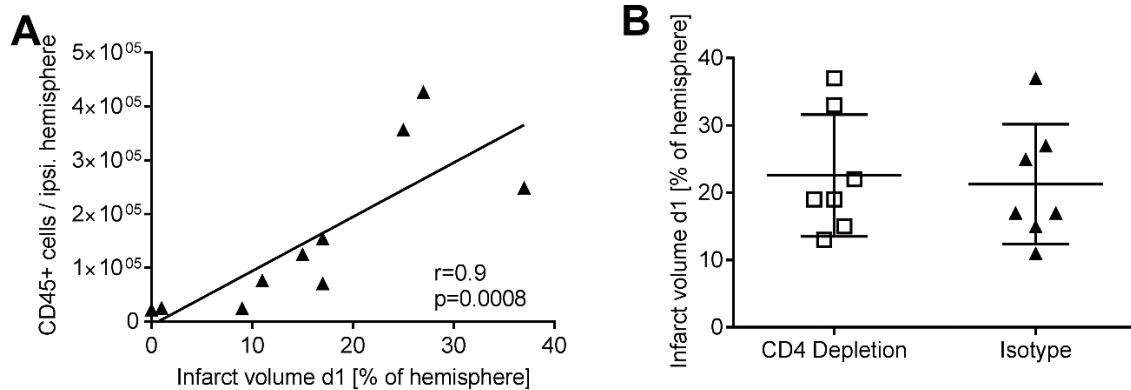 A
CD45+ cells / ipsi. hemisphere
5×10⁰⁵
4×10⁰⁵
3×10⁰⁵
2×10⁰⁵
1×10⁰⁵
0
r=0.9
p=0.0008
0 10 20 30 40
Infarct volume d1 [% of hemisphere]
B
Infarct volume d1 [% of hemisphere]
40
30
20
10
0
CD4 Depletion Isotype